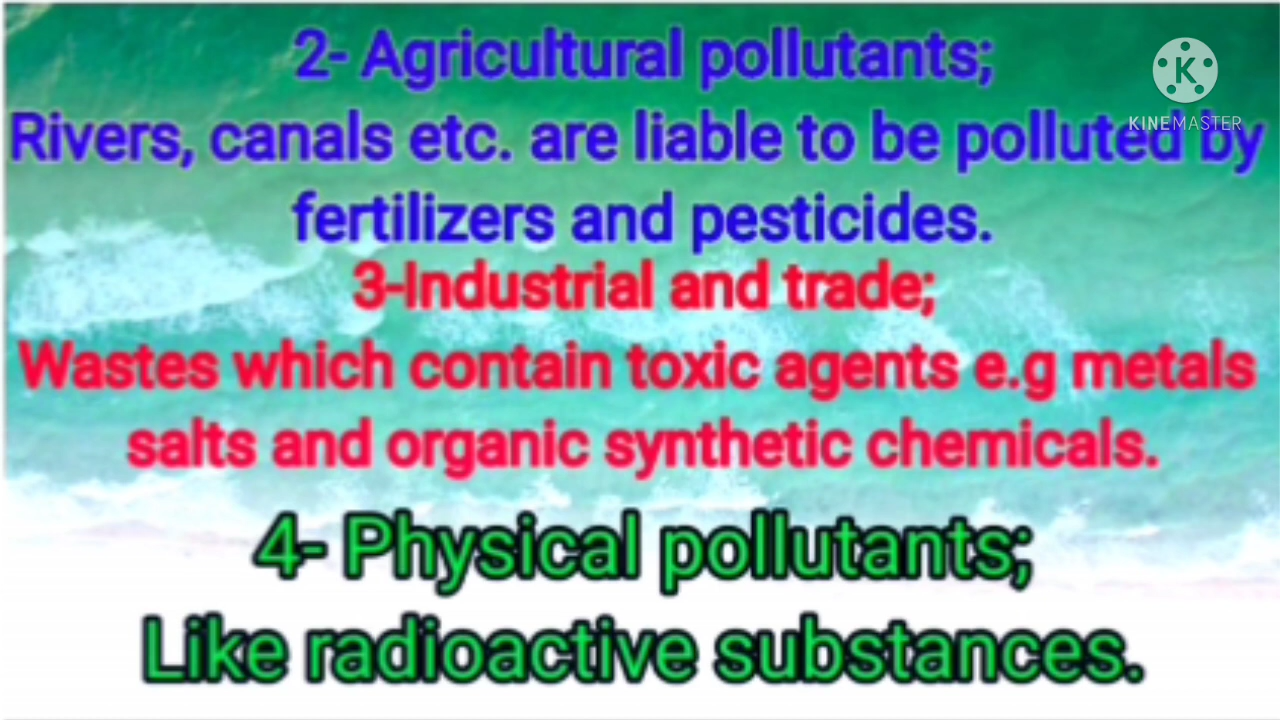 2- Agricultural pollutants;
KINEMASTER
Rivers, canals etc. are liable to be polluted by
fertilizers and pesticides.
3-Industrial and trade;
Wastes which contain toxic agents e.g metals
salts and organic synthetic chemicals.
4- Physical pollutants;
Like radioactive substances.